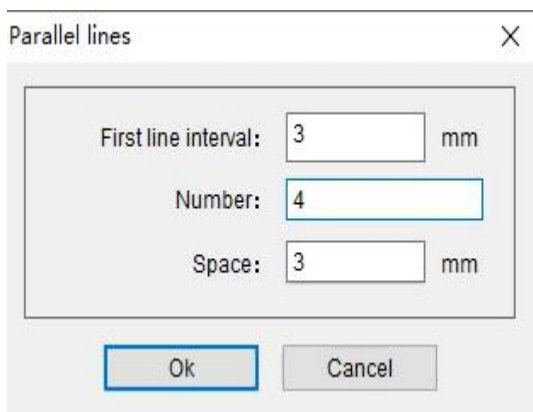 Parallel lines
First line interval: 3 mm
Number: 4
Space: 3 mm
Ok Cancel